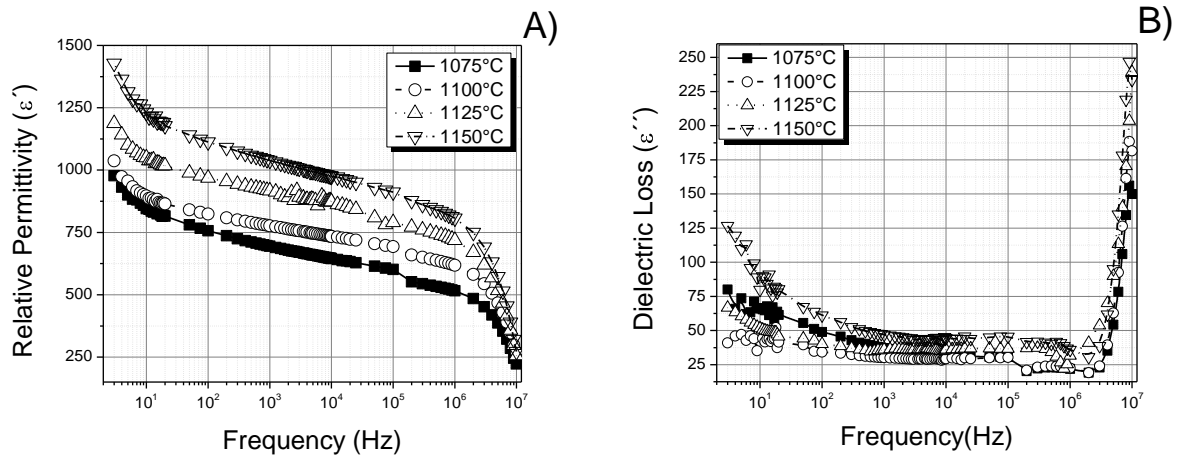 A)
1500
1250
1000
750
500
250
1075°C
1100°C
1125°C
1150°C
10¹ 10² 10³ 10⁴ 10⁵ 10⁶ 10⁷
Relative Permittivity (ε´)
Frequency (Hz)
B)
250
225
200
175
150
125
100
75
50
25
1075°C
1100°C
1125°C
1150°C
10¹ 10² 10³ 10⁴ 10⁵ 10⁶ 10⁷
Dielectric Loss (ε´´)
Frequency(Hz)